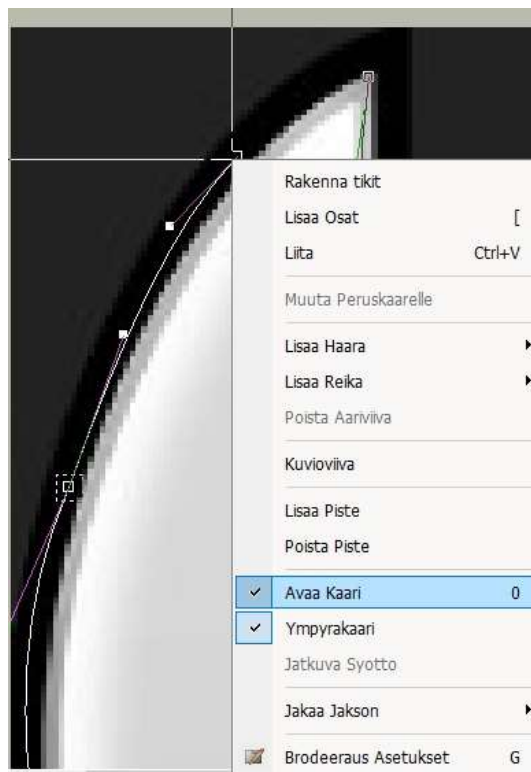 Rakenna tikit
Lisaa Osat [
Liita Ctrl+V
Muuta Peruskaarelle
Lisaa Haara
Lisaa Reika
Poista Aariviiva
Kuvioviiva
Lisaa Piste
Poista Piste
Avaa Kaari 0
Ympyrakaari
Jatkuva Syotto
Jakaa Jakson
Brodeeraus Asetukset G